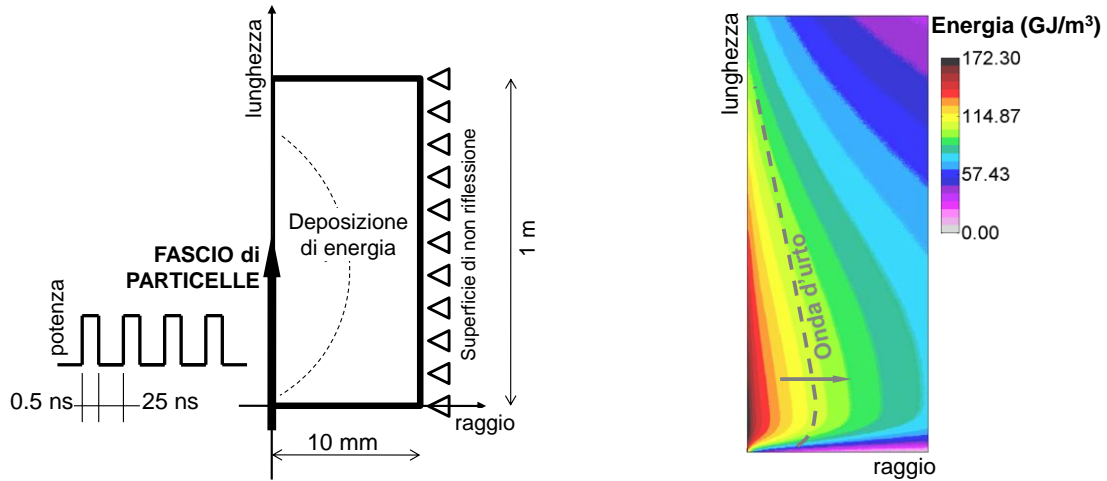 lunghezza
Deposizione
di energia
Superficie di non riflessione
1 m
FASCIO di
PARTICELLE
potenza
0.5 ns
25 ns
raggio
10 mm
lunghezza
Energia (GJ/m³)
172.30
114.87
57.43
0.00
Onda d'urto
raggio